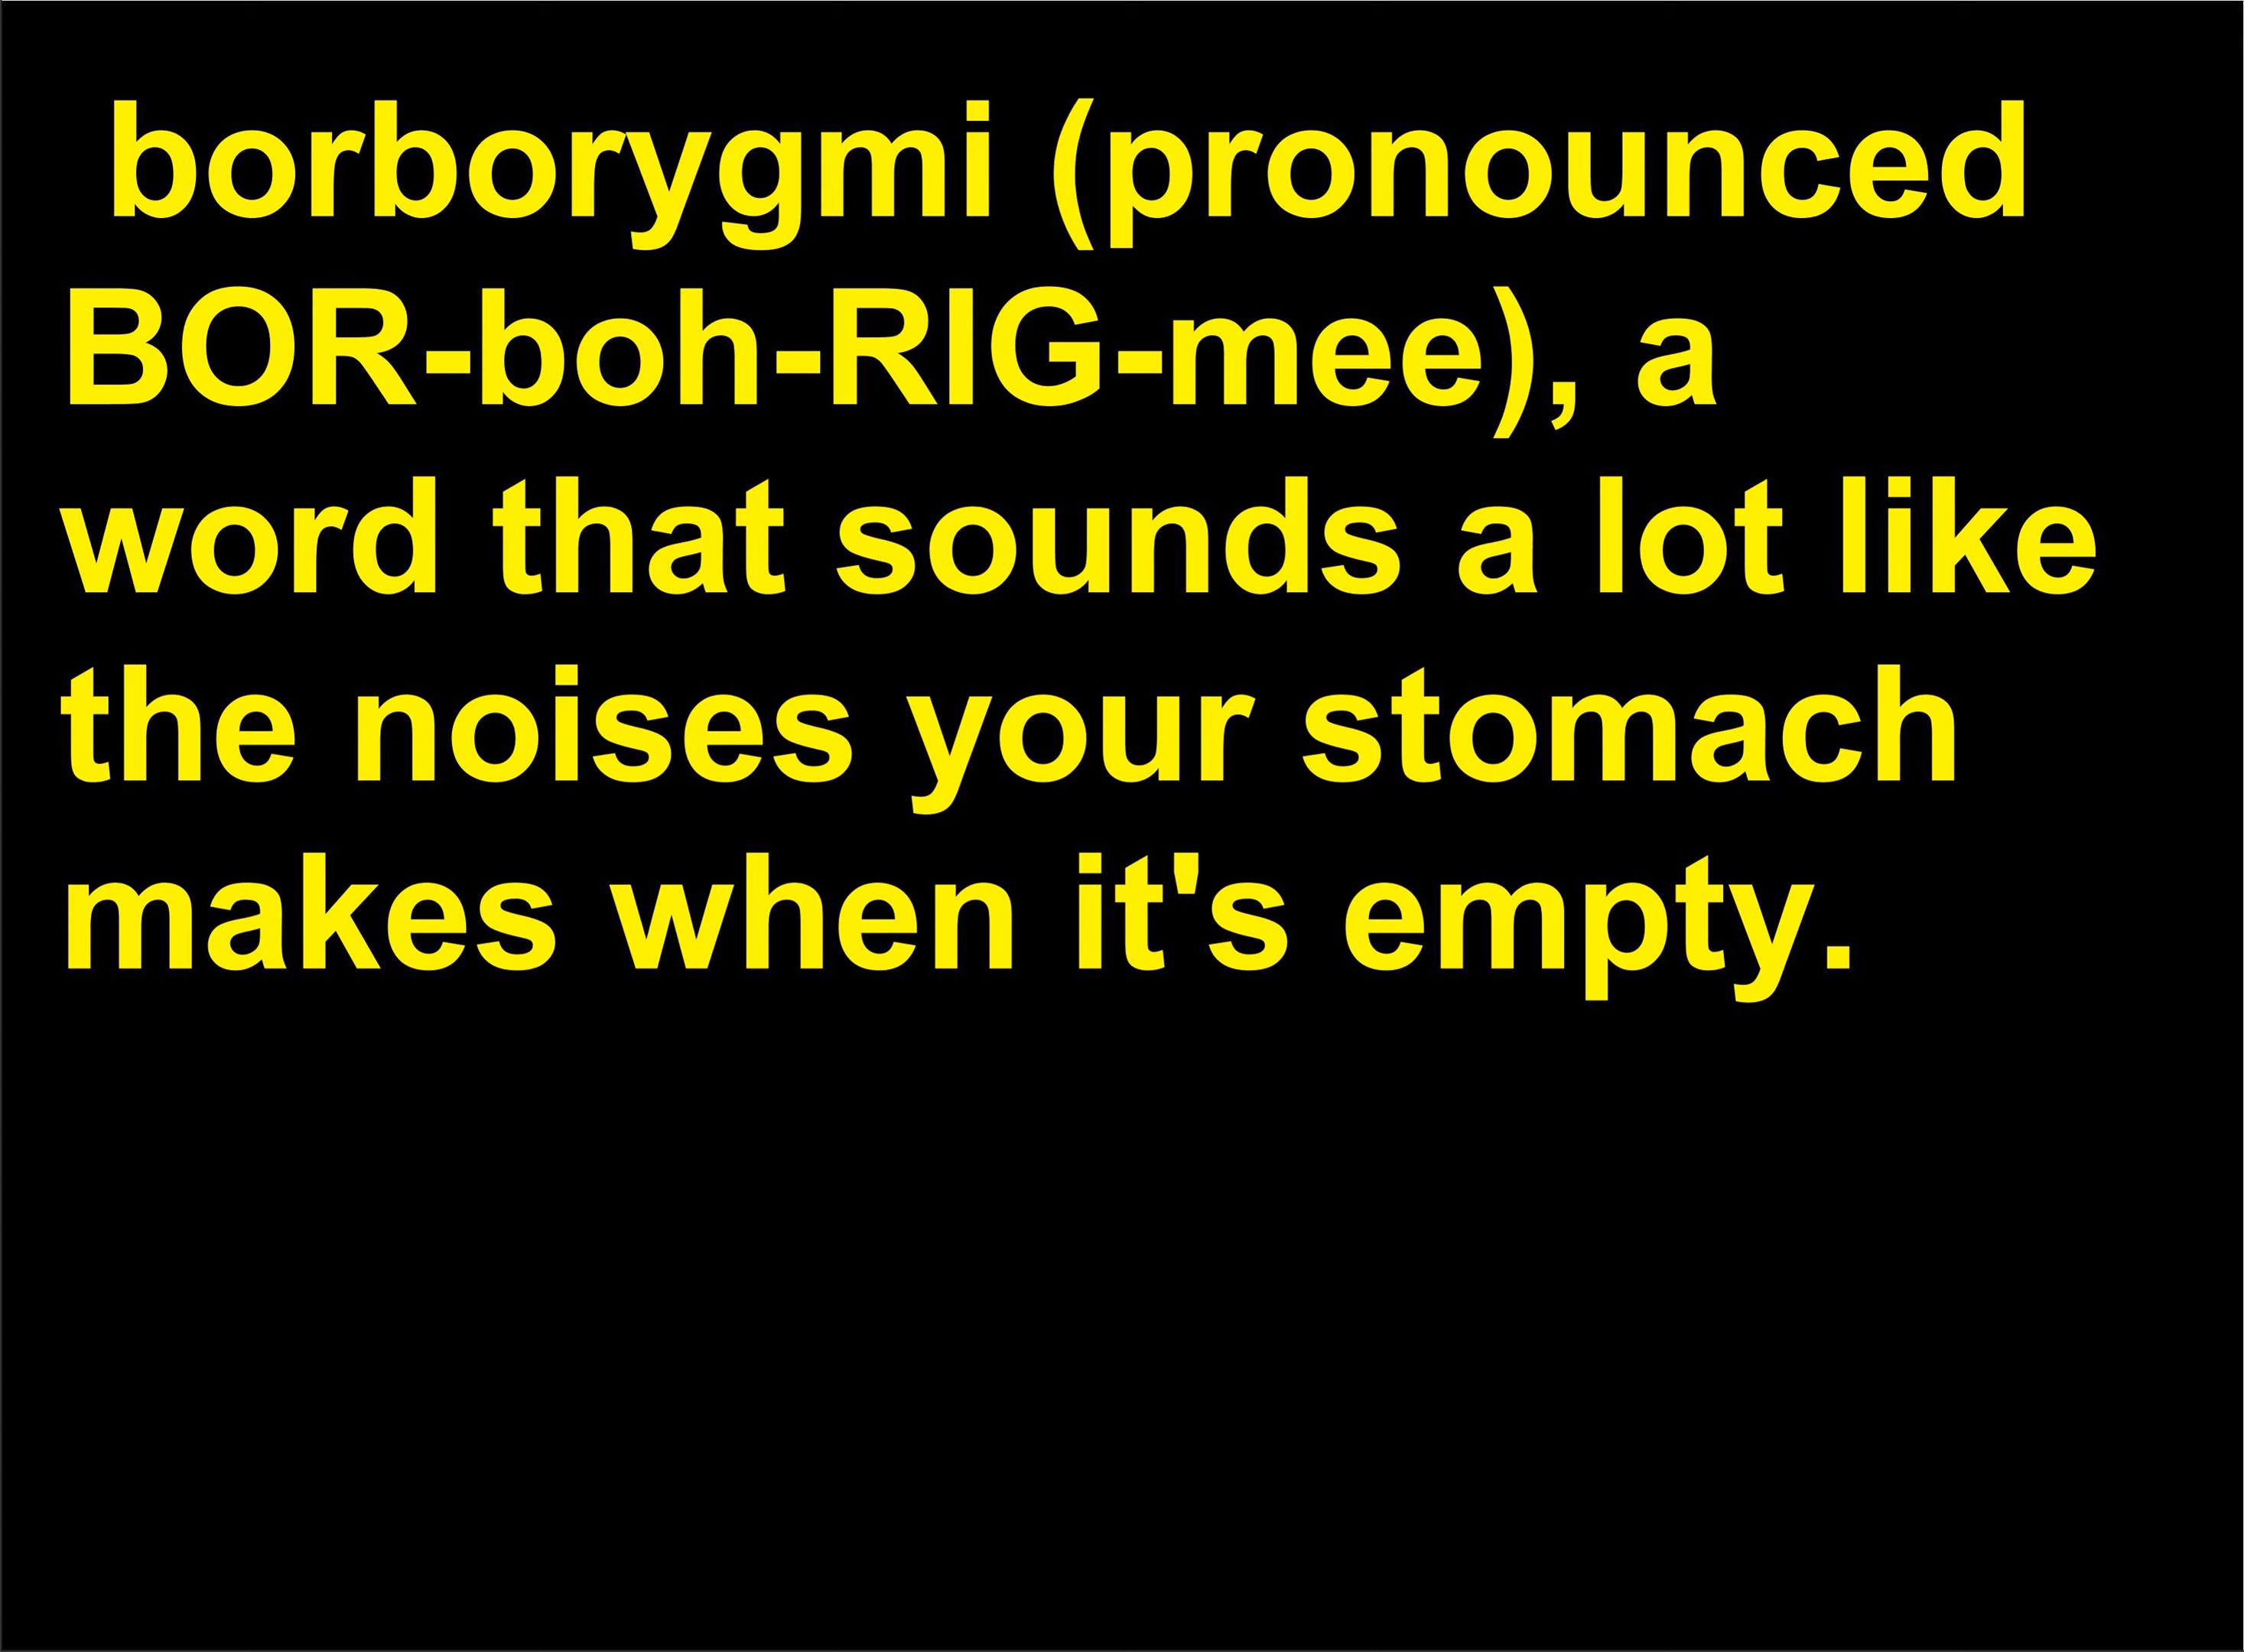 borborygmi (pronounced
BOR-boh-RIG-mee), a
word that sounds a lot like
the noises your stomach
makes when it's empty.